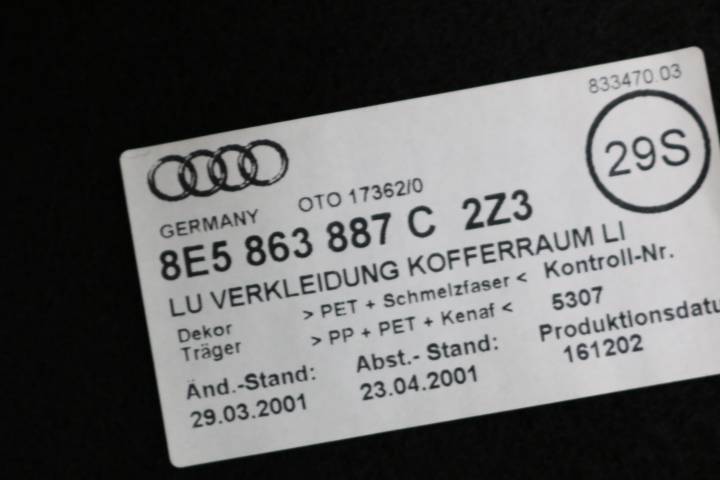 833470.03
29S
GERMANY OTO 17362/0
8E5 863 887 C 2Z3
LU VERKLEIDUNG KOFFERRAUM LI
Dekor > PET + Schmelzfaser < Kontroll-Nr.
Träger > PP + PET + Kenaf < 5307
Änd.-Stand: Abst.- Stand: Produktionsdatu
29.03.2001 23.04.2001 161202